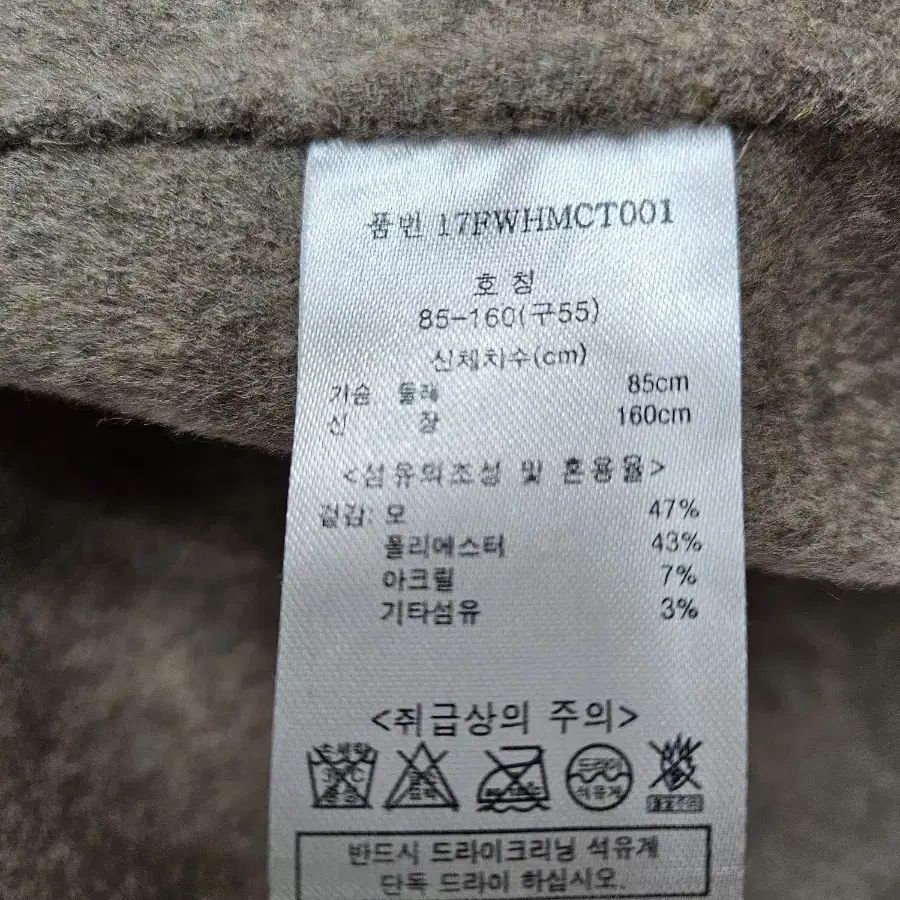 품번 17FWHMCT001
호칭
85-160(구55)
신체치수(cm)
가슴 둘레 85cm
신 장 160cm
<섬유의조성 및 혼용율>
겉감: 모 47%
폴리에스터 43%
아크릴 7%
기타섬유 3%
<취급상의 주의>
드라이
석유계
반드시 드라이크리닝 석유계
단독 드라이 하십시오.